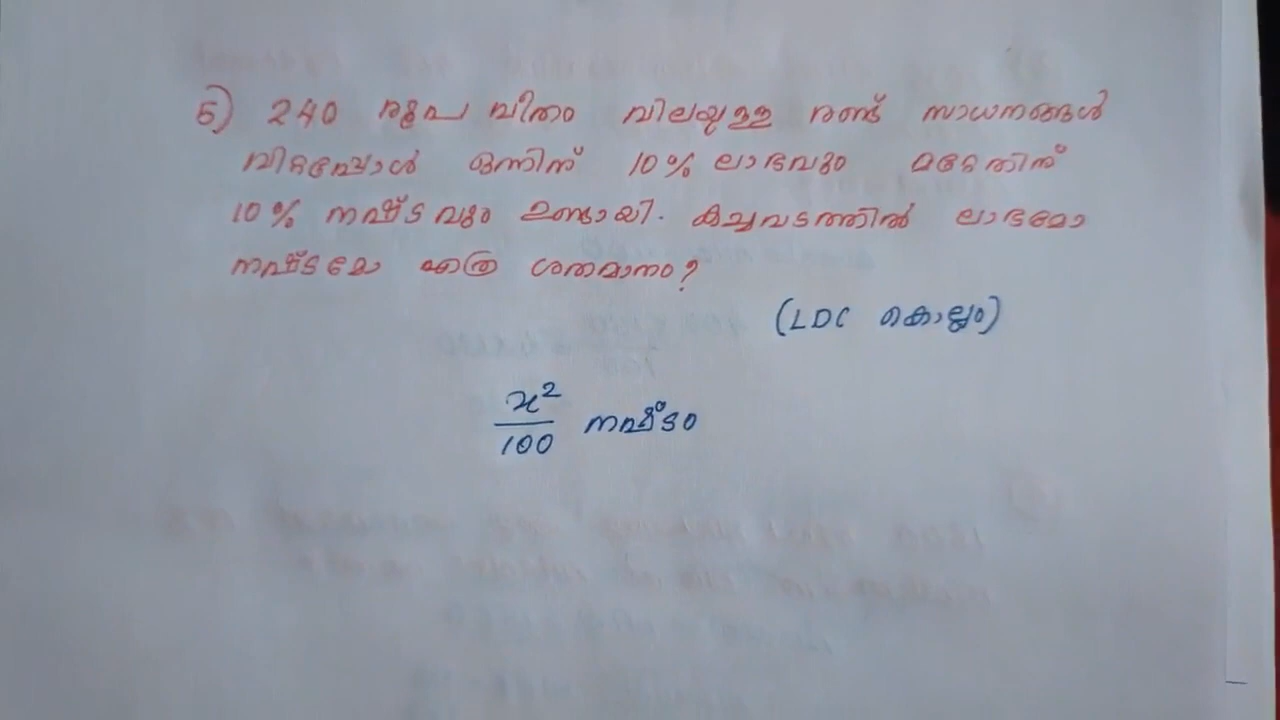 5) 240 രൂപ വീതം വിലയുള്ള രണ്ട് സാധനങ്ങൾ
വിറ്റപ്പോൾ ഒന്നിന് 10% ലാഭവും മറ്റേതിന്
10% നഷ്ടവും ഉണ്ടായി. കച്ചവടത്തിൽ ലാഭമോ
നഷ്ടമോ എത്ര ശതമാനം?
(LDC കൊല്ലം)
x²/100 നഷ്ടം